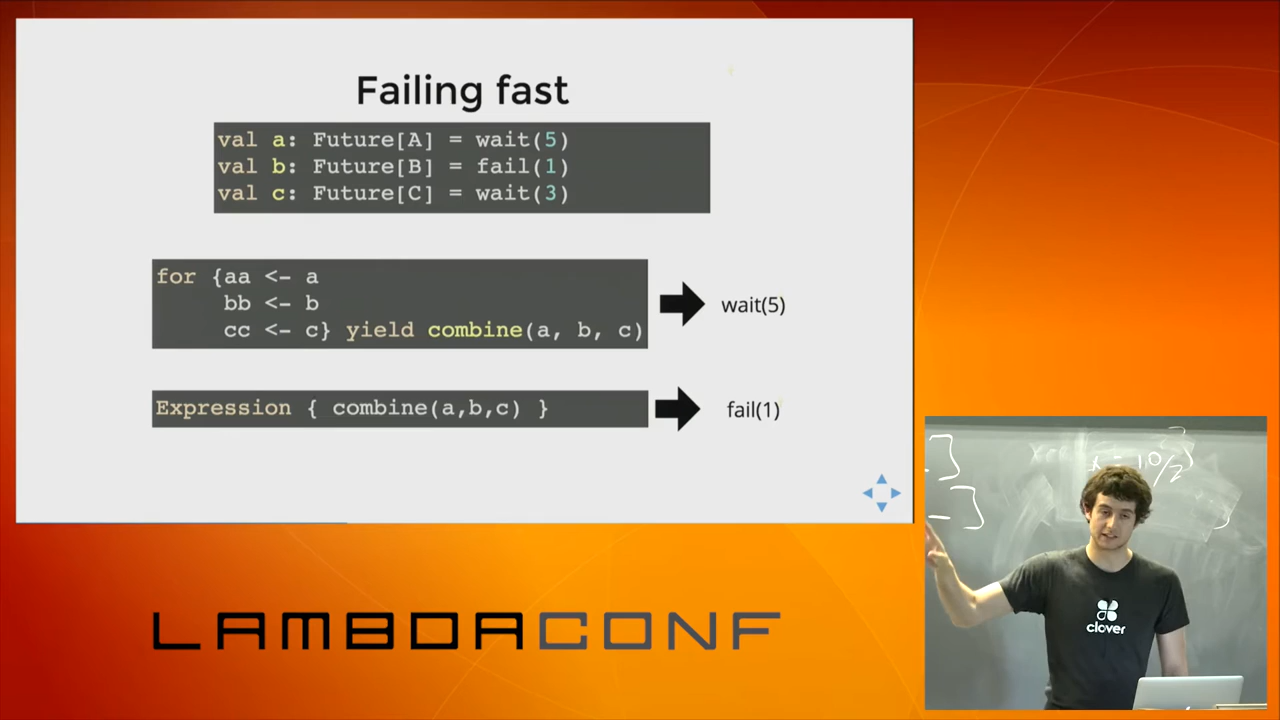 Failing fast
val a: Future[A] = wait(5)
val b: Future[B] = fail(1)
val c: Future[C] = wait(3)
for {aa <- a
bb <- b
cc <- c} yield combine(a, b, c)
wait(5)
Expression { combine(a,b,c) }
fail(1)
LAMBDACONF
clover